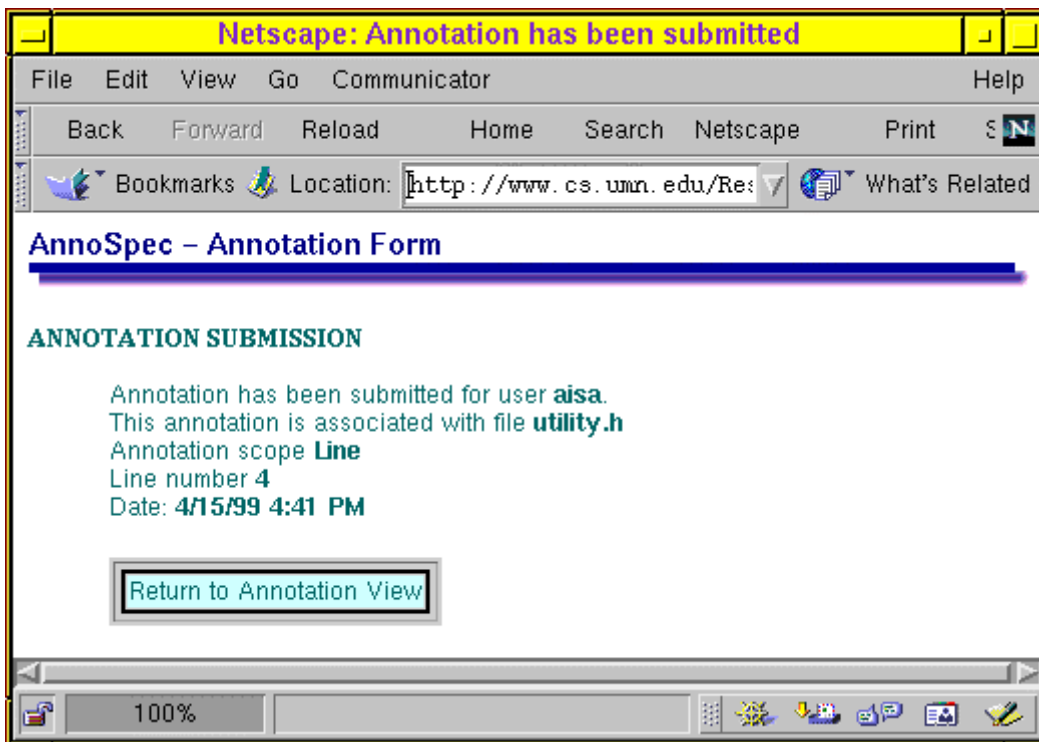 Netscape: Annotation has been submitted
File Edit View Go Communicator Help
Back Forward Reload Home Search Netscape Print S N
Bookmarks Location: http://www.cs.umn.edu/Res What's Related
AnnoSpec – Annotation Form
ANNOTATION SUBMISSION
Annotation has been submitted for user aisa.
This annotation is associated with file utility.h
Annotation scope Line
Line number 4
Date: 4/15/99 4:41 PM
Return to Annotation View
100%